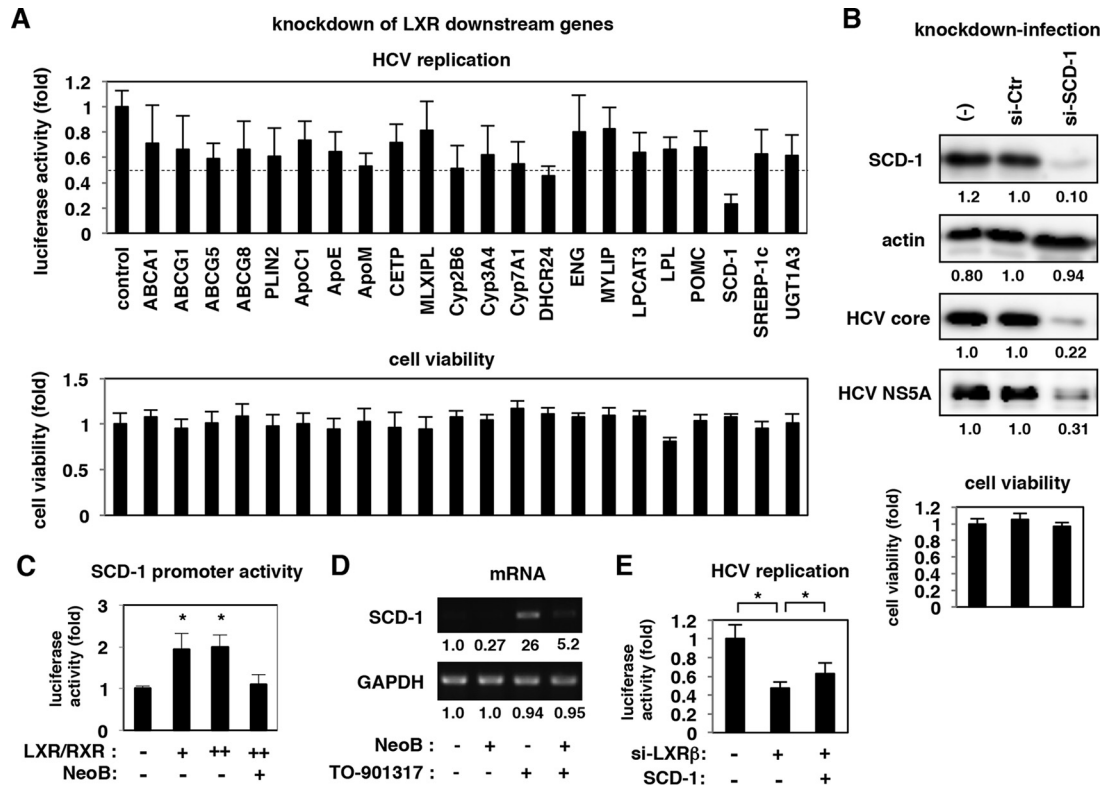 A
knockdown of LXR downstream genes
HCV replication
luciferase activity (fold)
1.2
1
0.8
0.6
0.4
0.2
0
control
ABCA1
ABCG1
ABCG5
ABCG8
PLIN2
ApoC1
ApoE
ApoM
CETP
MLXIPL
Cyp2B6
Cyp3A4
Cyp7A1
DHCR24
ENG
MYLIP
LPCAT3
LPL
POMC
SCD-1
SREBP-1c
UGT1A3
cell viability
cell viability (fold)
1.5
1
0.5
0
B
knockdown-infection
(-)
si-Ctr
si-SCD-1
SCD-1
1.2 1.0 0.10
actin
0.80 1.0 0.94
HCV core
1.0 1.0 0.22
HCV NS5A
1.0 1.0 0.31
cell viability
cell viability (fold)
1.2
1
0.8
0.6
0.4
0.2
0
C
SCD-1 promoter activity
luciferase
activity (fold)
3
2
1
0
* *
LXR/RXR : - + ++ ++
NeoB: - - - +
D
mRNA
SCD-1
1.0 0.27 26 5.2
GAPDH
1.0 1.0 0.94 0.95
NeoB : - + - +
TO-901317 : - - + +
E
HCV replication
luciferase
activity (fold)
1.2
1.0
0.8
0.6
0.4
0.2
0.2
* *
si-LXRβ : - + +
SCD-1: - - +